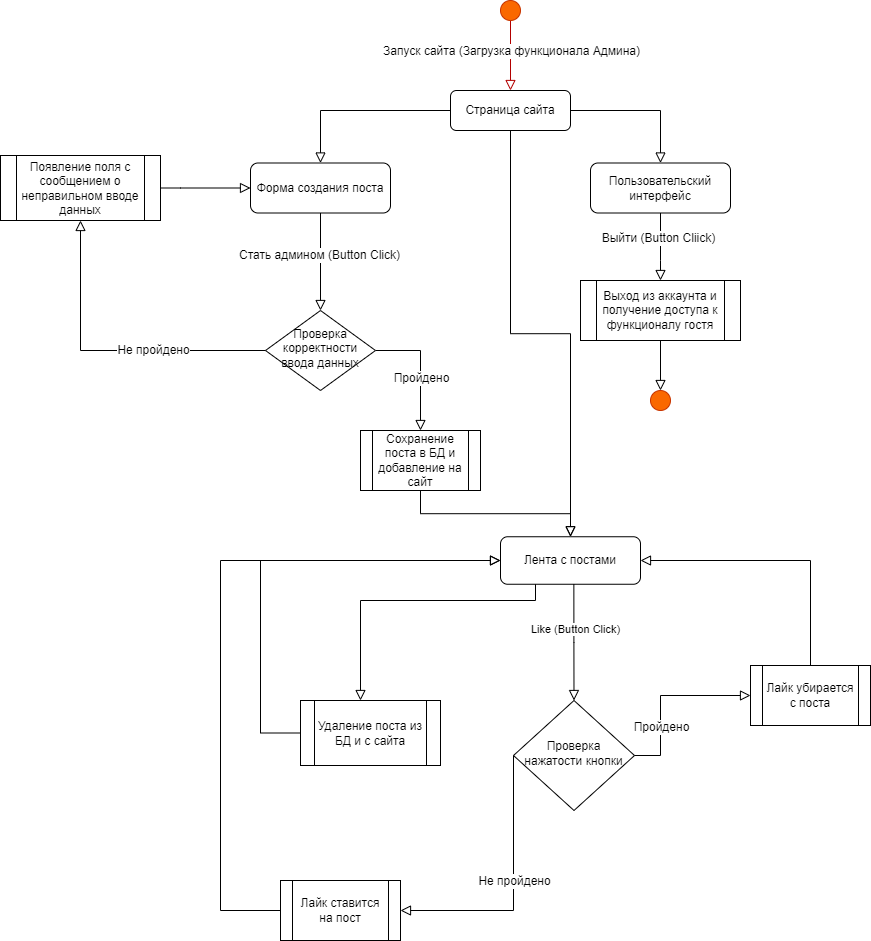 Запуск сайта (Загрузка функционала Админа)
Страница сайта
Появление поля с
сообщением о
неправильном вводе
данных
Форма создания поста
Пользовательский
интерфейс
Стать админом (Button Click)
Выйти (Button Cliick)
Выход из аккаунта и
получение доступа к
функционалу гостя
Проверка
корректности
ввода данных
Не пройдено
Пройдено
Сохранение
поста в БД и
добавление на
сайт
Лента с постами
Like (Button Click)
Лайк убирается
с поста
Удаление поста из
БД и с сайта
Проверка
нажатости кнопки
Пройдено
Не пройдено
Лайк ставится
на пост